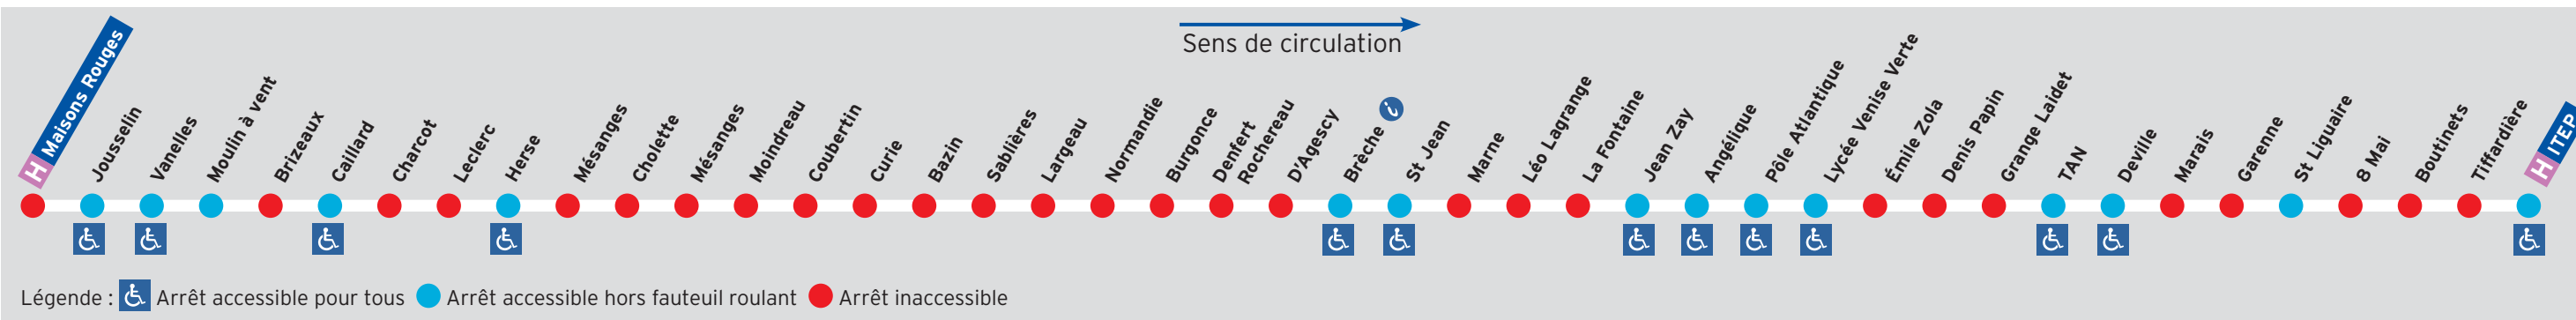 Sens de circulation
H Maisons Rouges
Jousselin
Vanelles
Moulin à vent
Brizeaux
Caillard
Charcot
Leclerc
Herse
Mésanges
Cholette
Mésanges
Moindreau
Coubertin
Curie
Bazin
Sablières
Largeau
Normandie
Burgonce
Denfert
Rochereau
D'Agescy
Brèche i
St Jean
Marne
Léo Lagrange
La Fontaine
Jean Zay
Angélique
Pôle Atlantique
Lycée Venise Verte
Émile Zola
Denis Papin
Grange Laidet
TAN
Deville
Marais
Garenne
St Liguaire
8 Mai
Boutinets
Tiffardière
H ITEP
Légende : Arrêt accessible pour tous Arrêt accessible hors fauteuil roulant Arrêt inaccessible